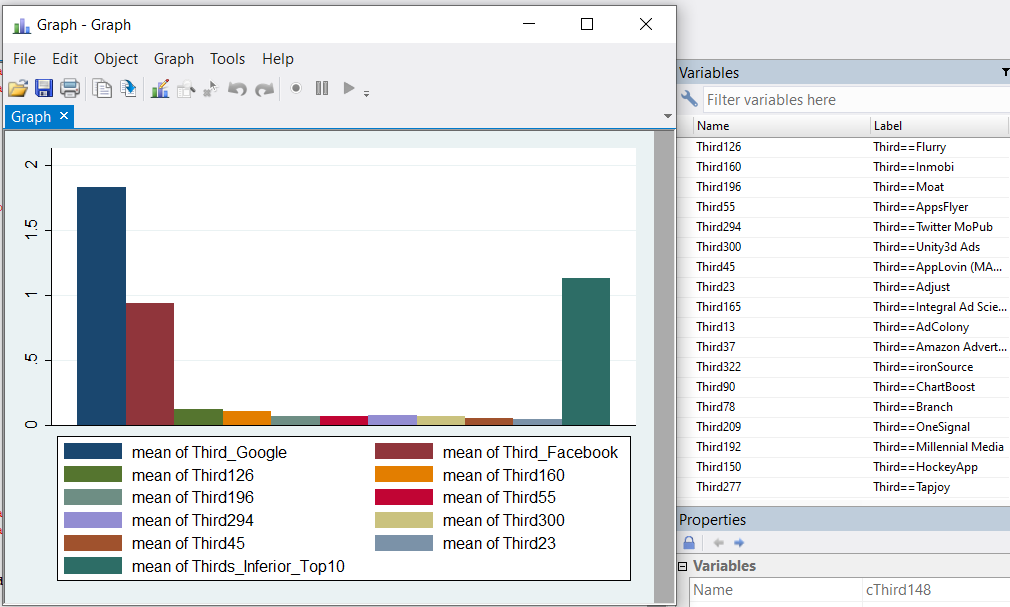 Graph - Graph
File Edit Object Graph Tools Help
Graph ×
2
1.5
1
.5
0
mean of Third_Google
mean of Third_Facebook
mean of Third126
mean of Third160
mean of Third196
mean of Third55
mean of Third294
mean of Third300
mean of Third45
mean of Third23
mean of Thirds_Inferior_Top10
Variables
Filter variables here
Name Label
Third126 Third==Flurry
Third160 Third==Inmobi
Third196 Third==Moat
Third55 Third==AppsFlyer
Third294 Third==Twitter MoPub
Third300 Third==Unity3d Ads
Third45 Third==AppLovin (MA...
Third23 Third==Adjust
Third165 Third==Integral Ad Scie...
Third13 Third==AdColony
Third37 Third==Amazon Advert...
Third322 Third==ironSource
Third90 Third==ChartBoost
Third78 Third==Branch
Third209 Third==OneSignal
Third192 Third==Millennial Media
Third150 Third==HockeyApp
Third277 Third==Tapjoy
Properties
Variables
Name cThird148